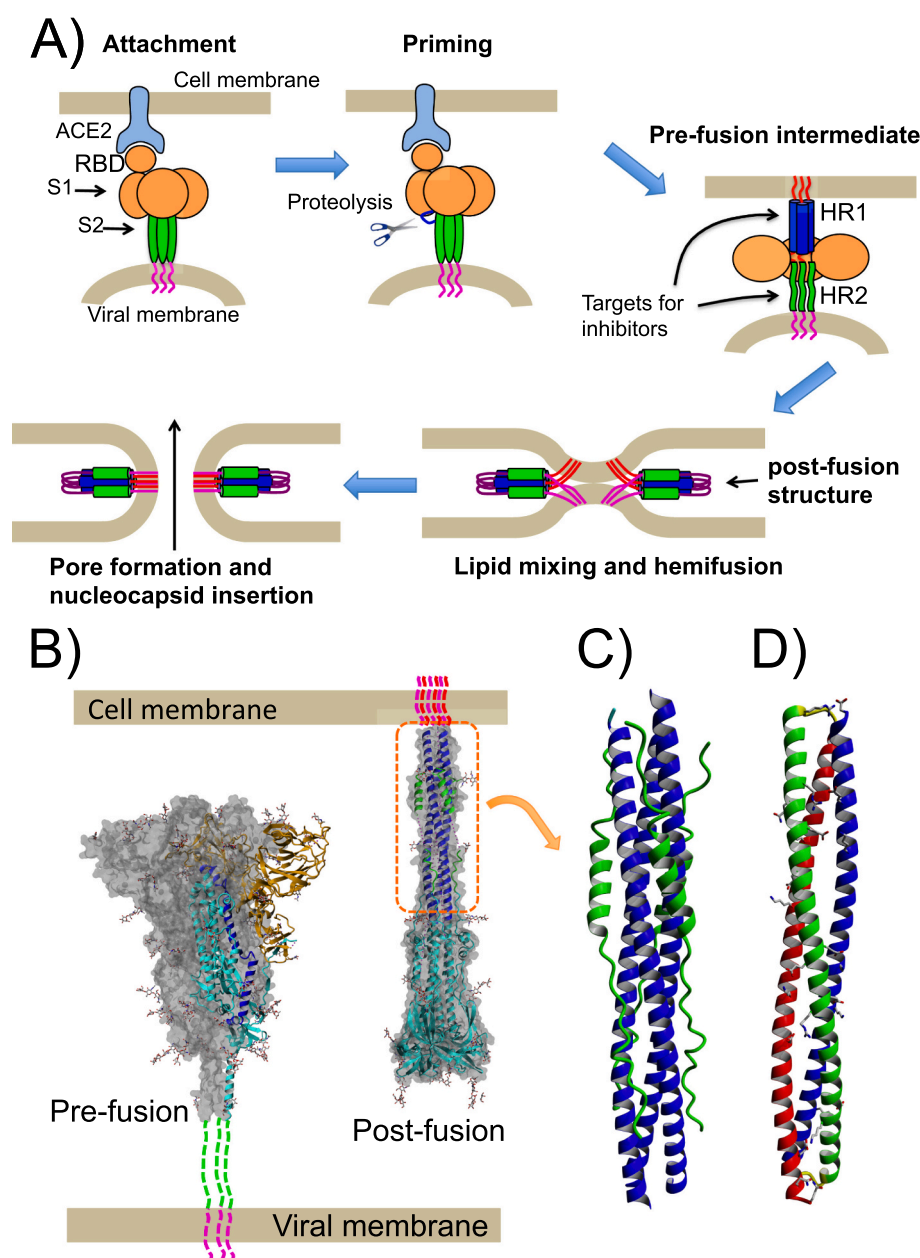 A)
Attachment
Priming
Cell membrane
ACE2
RBD
S1
S2
Viral membrane
Proteolysis
Pre-fusion intermediate
HR1
HR2
Targets for
inhibitors
post-fusion
structure
Lipid mixing and hemifusion
Pore formation and
nucleocapsid insertion
B)
C)
D)
Cell membrane
Pre-fusion
Post-fusion
Viral membrane